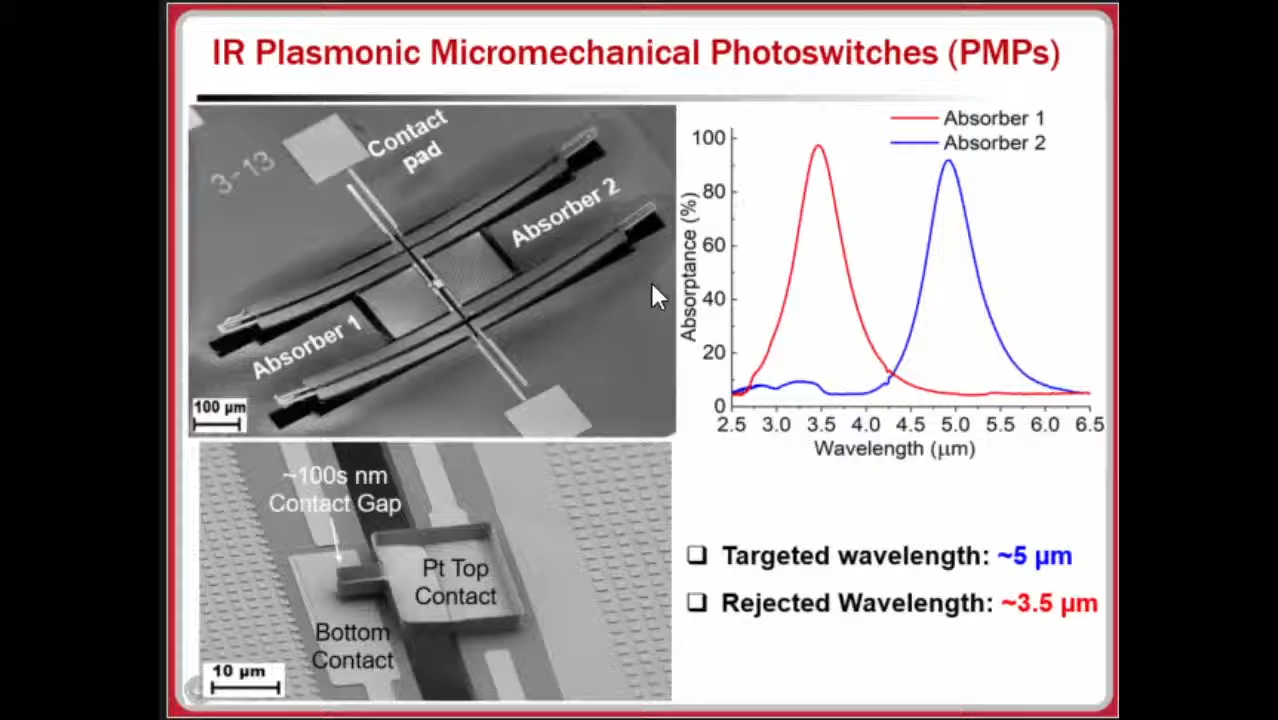 IR Plasmonic Micromechanical Photoswitches (PMPs)
3-13
Contact
pad
Absorber 2
Absorber 1
100 µm
Absorber 1
Absorber 2
Absorptance (%)
100
80
60
40
20
0
2.5 3.0 3.5 4.0 4.5 5.0 5.5 6.0 6.5
Wavelength (µm)
~100s nm
Contact Gap
Pt Top
Contact
Bottom
Contact
10 µm
❑ Targeted wavelength: ~5 µm
❑ Rejected Wavelength: ~3.5 µm